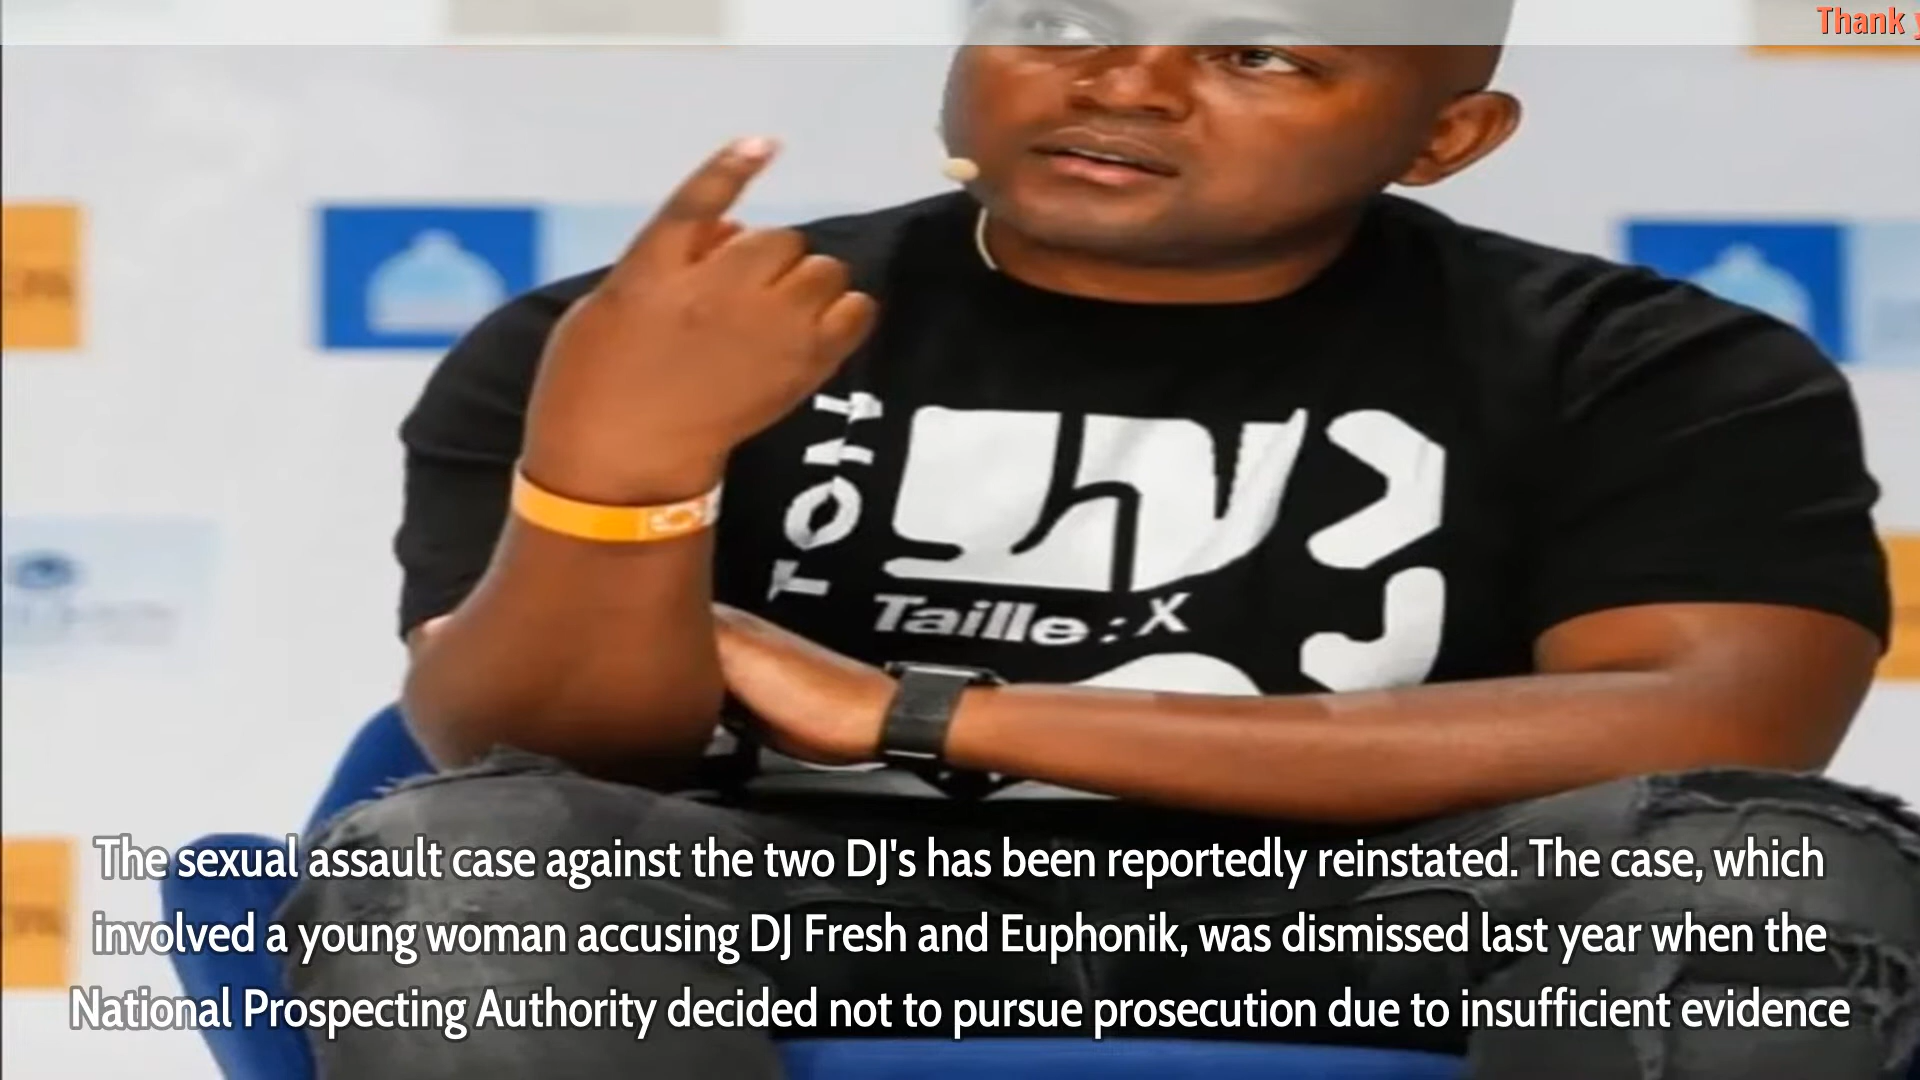 Thank
TON
Taille : X
The sexual assault case against the two DJ's has been reportedly reinstated. The case, which
involved a young woman accusing DJ Fresh and Euphonik, was dismissed last year when the
National Prospecting Authority decided not to pursue prosecution due to insufficient evidence